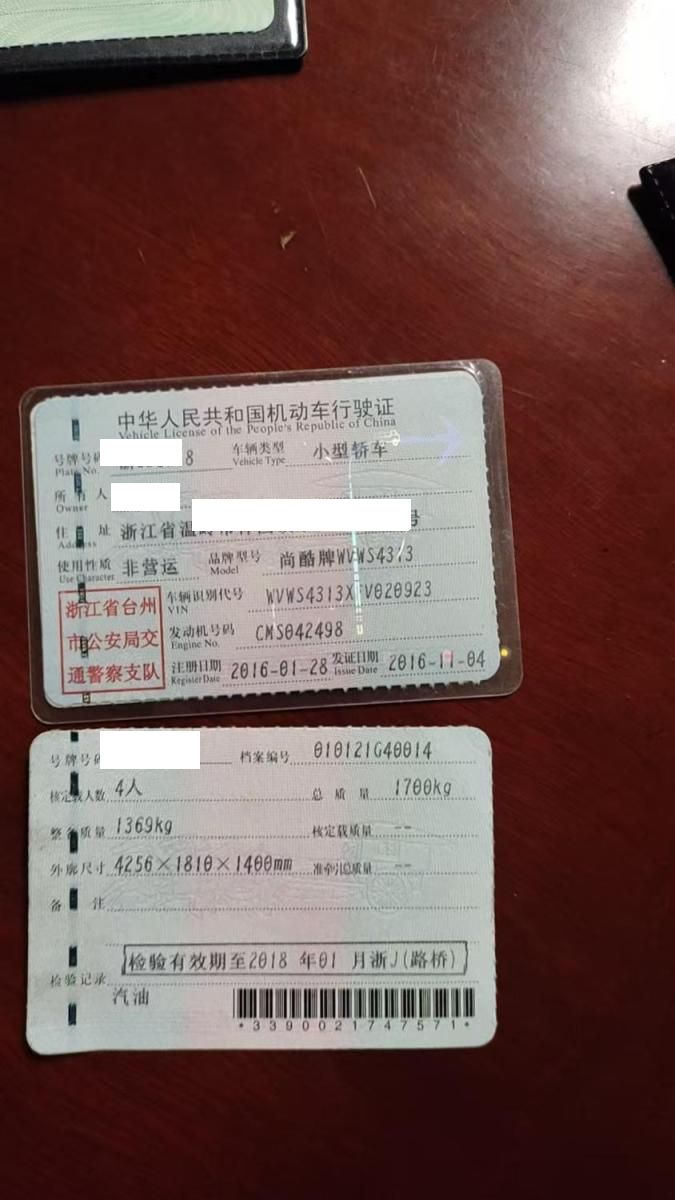 中华人民共和国机动车行驶证
Vehicle License of the People's Republic of China
号牌号码 8 车辆类型 小型轿车
Plate No. Vehicle Type
所有人
Owner
住址 浙江省温 号
Address
使用性质 非营运 品牌型号 尚酷牌WVWS4313
Use Character Model
浙江省台州
市公安局交
通警察支队
车辆识别代号 WVWS4313X V020923
VIN
发动机号码 CMS042498
Engine No.
注册日期 2016-01-28 发证日期 2016-11-04
Register Date Issue Date
号牌号码 档案编号 010121G40014
核定载人数 4人 总质量 1700kg
整备质量 1369kg 核定载质量 --
外廓尺寸 4256×1810×1400mm 准牵引总质量 --
备注
检验记录 检验有效期至2018 年01 月浙J(路桥)
汽油
*3390021747571*